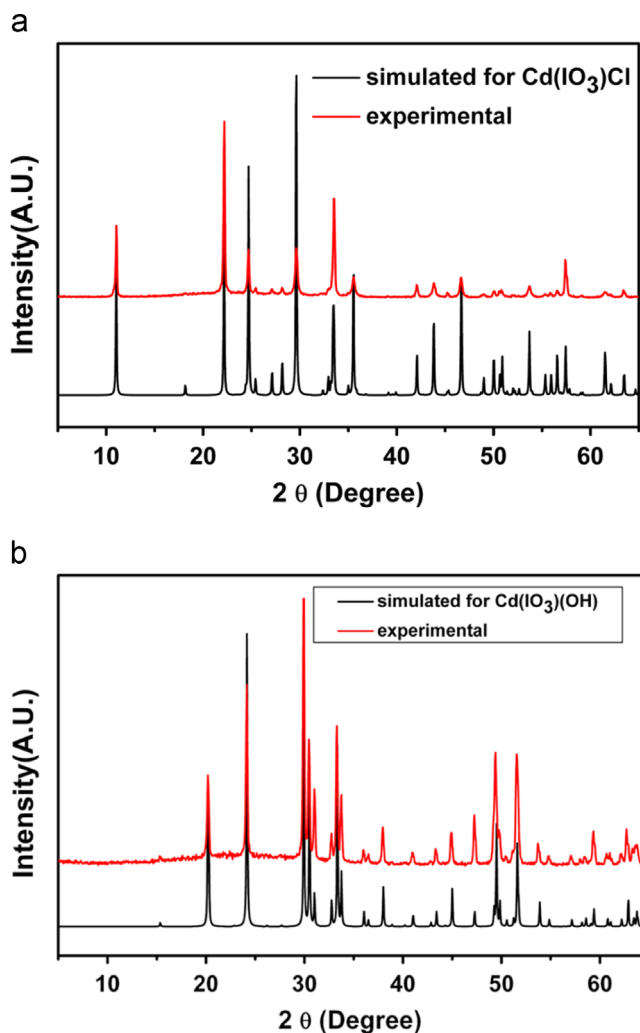 a
simulated for Cd(IO₃)Cl
experimental
Intensity(A.U.)
10 20 30 40 50 60
2 θ (Degree)
b
simulated for Cd(IO₃)(OH)
experimental
Intensity(A.U.)
10 20 30 40 50 60
2 θ (Degree)